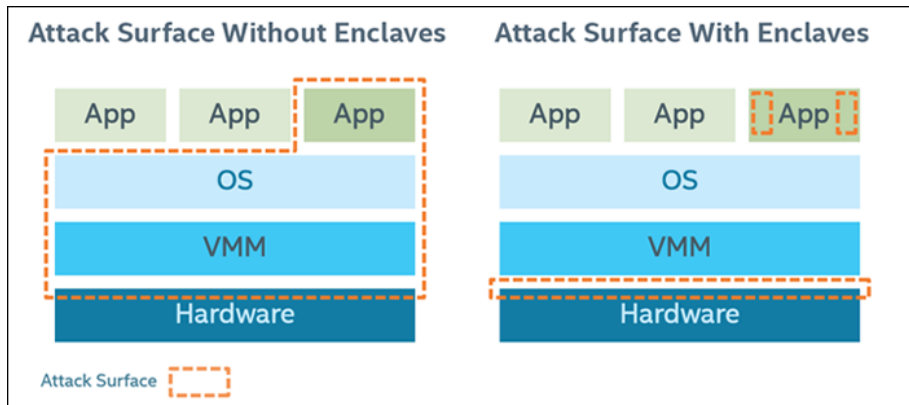 Attack Surface Without Enclaves
App
App
App
OS
VMM
Hardware
Attack Surface
Attack Surface With Enclaves
App
App
App
OS
VMM
Hardware